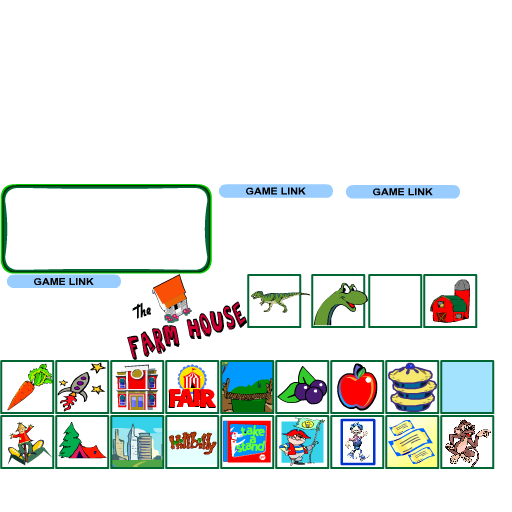 GAME LINK
GAME LINK
GAME LINK
The
FARM HOUSE
FAIR
Hillbilly
take
a
stand